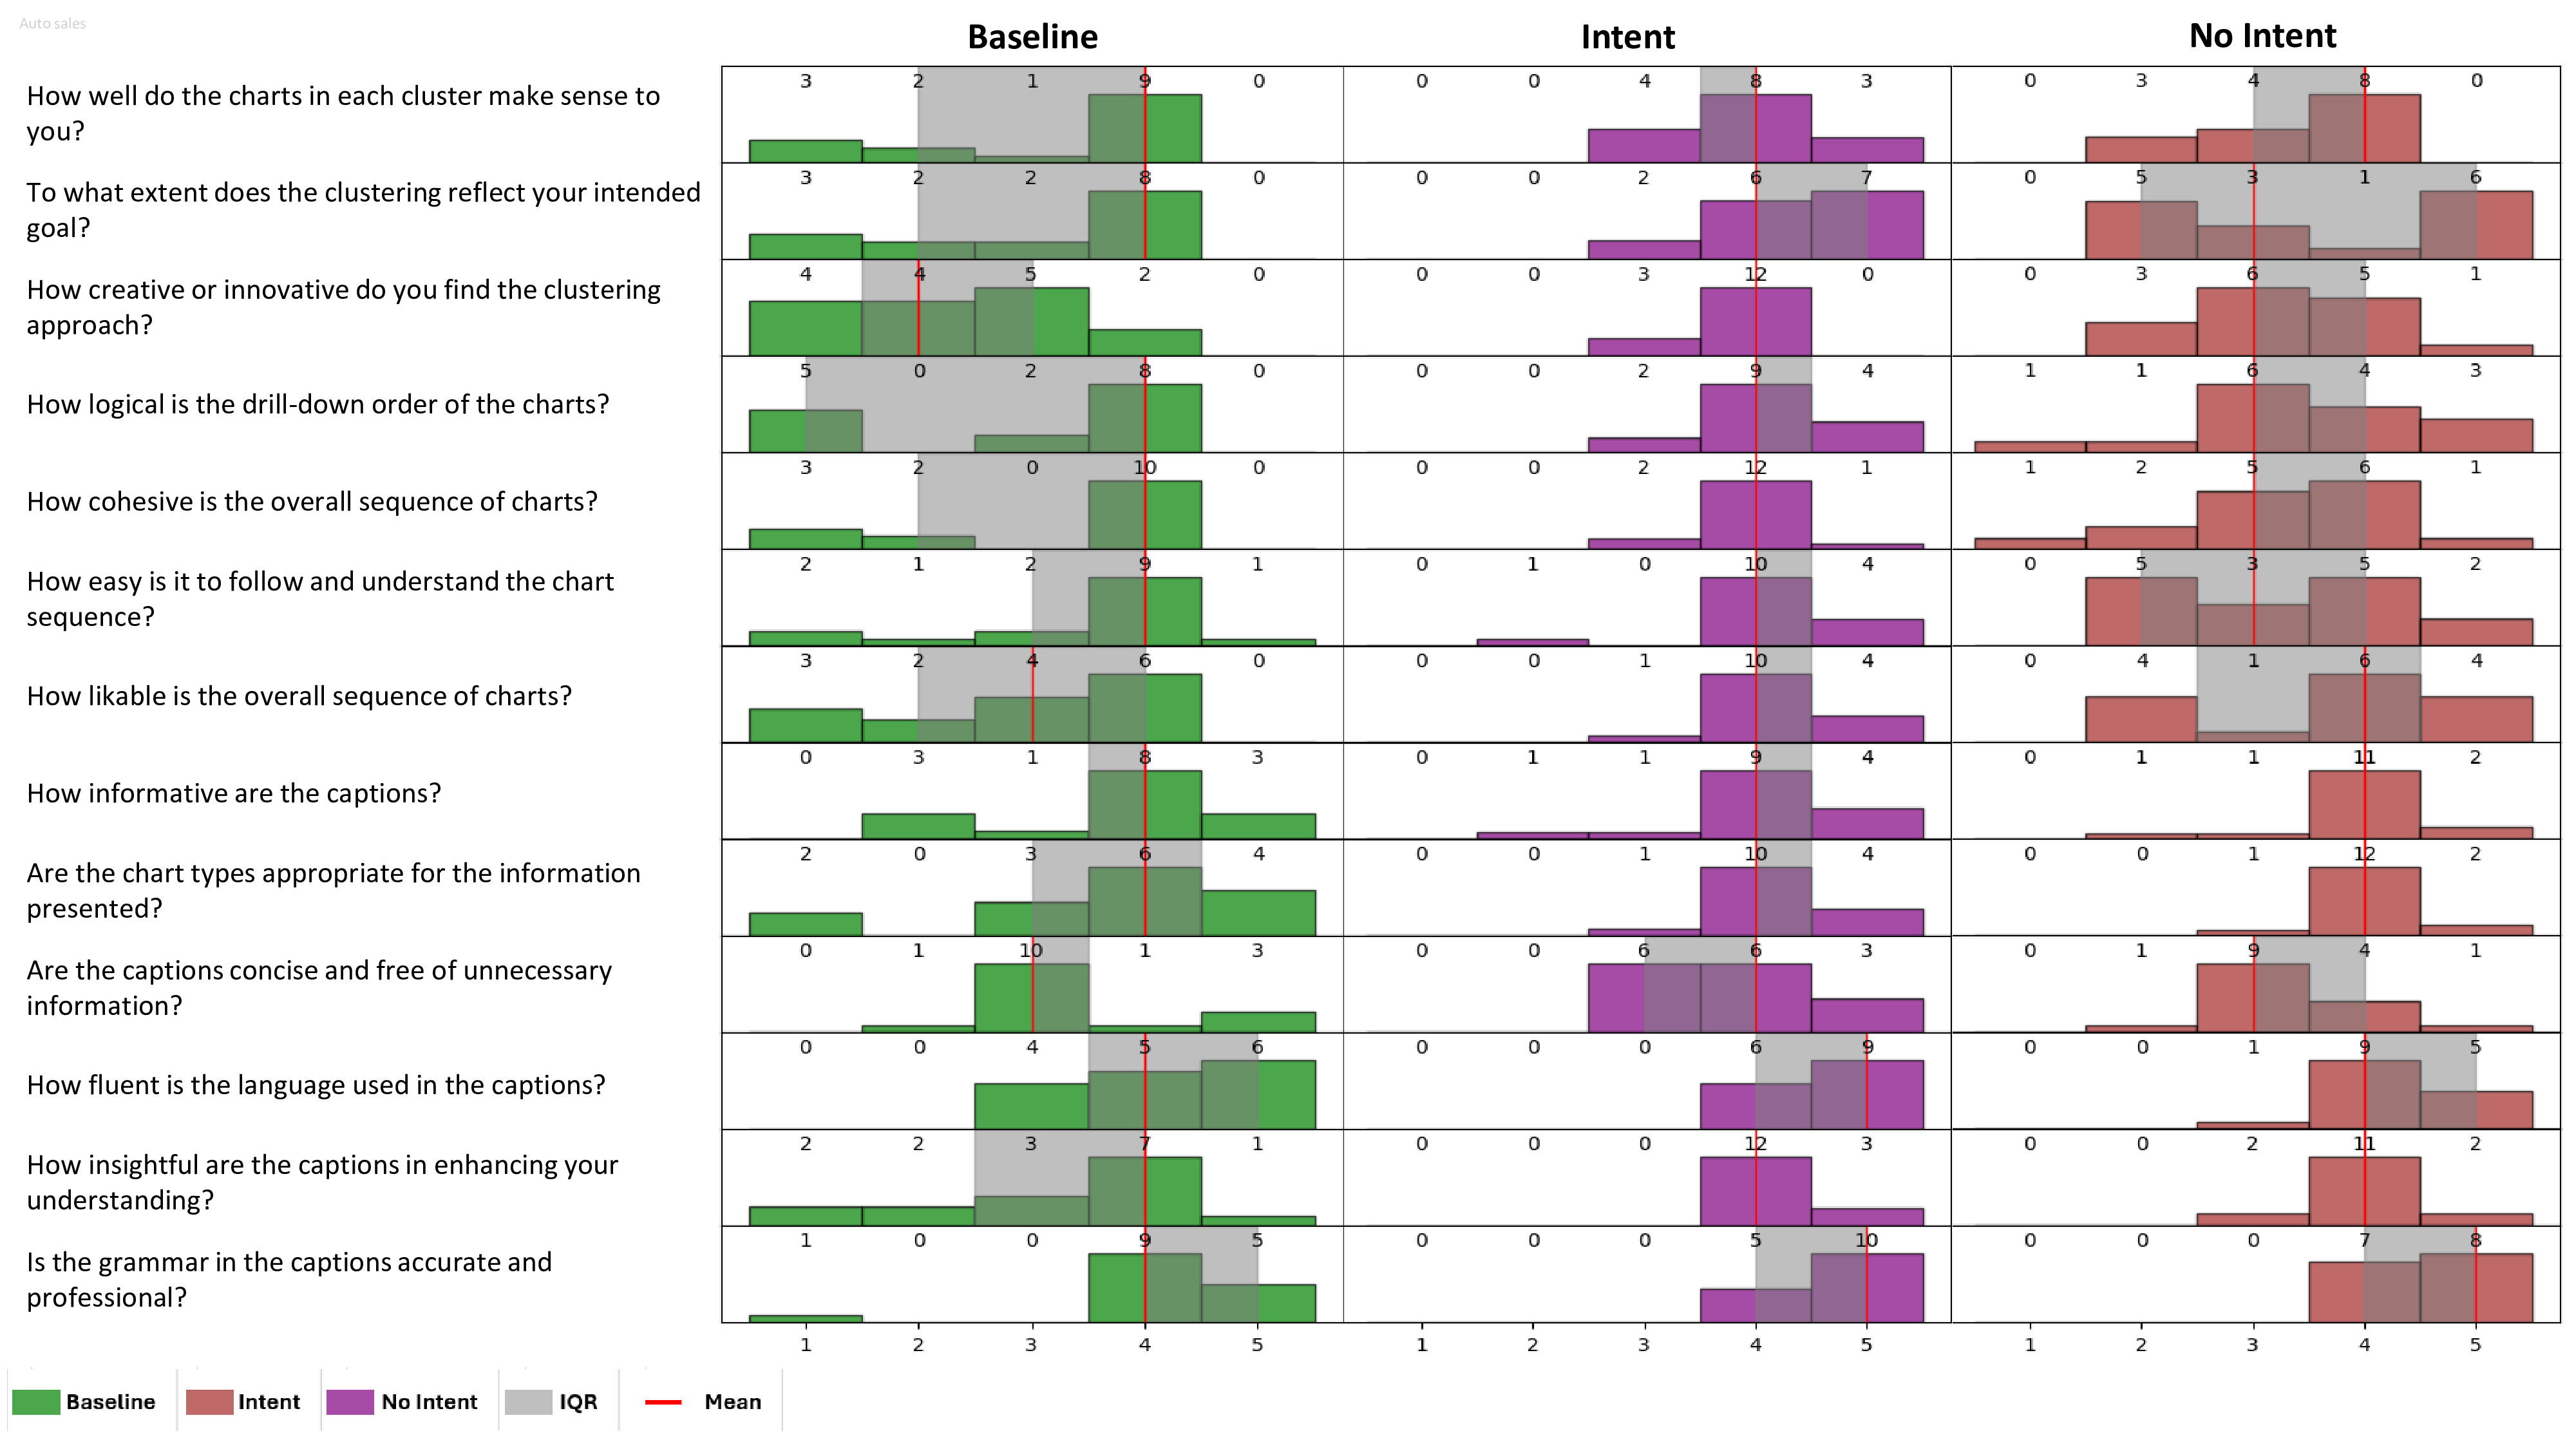 Auto sales
Baseline Intent No Intent
How well do the charts in each cluster make sense to
you?
3 2 1 9 0 0 0 4 8 3 0 3 4 8 0
To what extent does the clustering reflect your intended
goal?
3 2 2 8 0 0 0 2 6 7 0 5 3 1 6
How creative or innovative do you find the clustering
approach?
4 4 5 2 0 0 0 3 12 0 0 3 6 5 1
How logical is the drill-down order of the charts?
5 0 2 8 0 0 0 2 9 4 1 1 6 4 3
How cohesive is the overall sequence of charts?
3 2 0 10 0 0 0 2 12 1 1 2 5 6 1
How easy is it to follow and understand the chart
sequence?
2 1 2 9 1 0 1 0 10 4 0 5 3 5 2
How likable is the overall sequence of charts?
3 2 4 6 0 0 0 1 10 4 0 4 1 6 4
How informative are the captions?
0 3 1 8 3 0 1 1 9 4 0 1 1 11 2
Are the chart types appropriate for the information
presented?
2 0 3 6 4 0 0 1 10 4 0 0 1 12 2
Are the captions concise and free of unnecessary
information?
0 1 10 1 3 0 0 6 6 3 0 1 9 4 1
How fluent is the language used in the captions?
0 0 4 5 6 0 0 0 6 9 0 0 1 9 5
How insightful are the captions in enhancing your
understanding?
2 2 3 7 1 0 0 0 12 3 0 0 2 11 2
Is the grammar in the captions accurate and
professional?
1 0 0 9 5 0 0 0 5 10 0 0 0 7 8
1 2 3 4 5 1 2 3 4 5 1 2 3 4 5
Baseline Intent No Intent IQR Mean